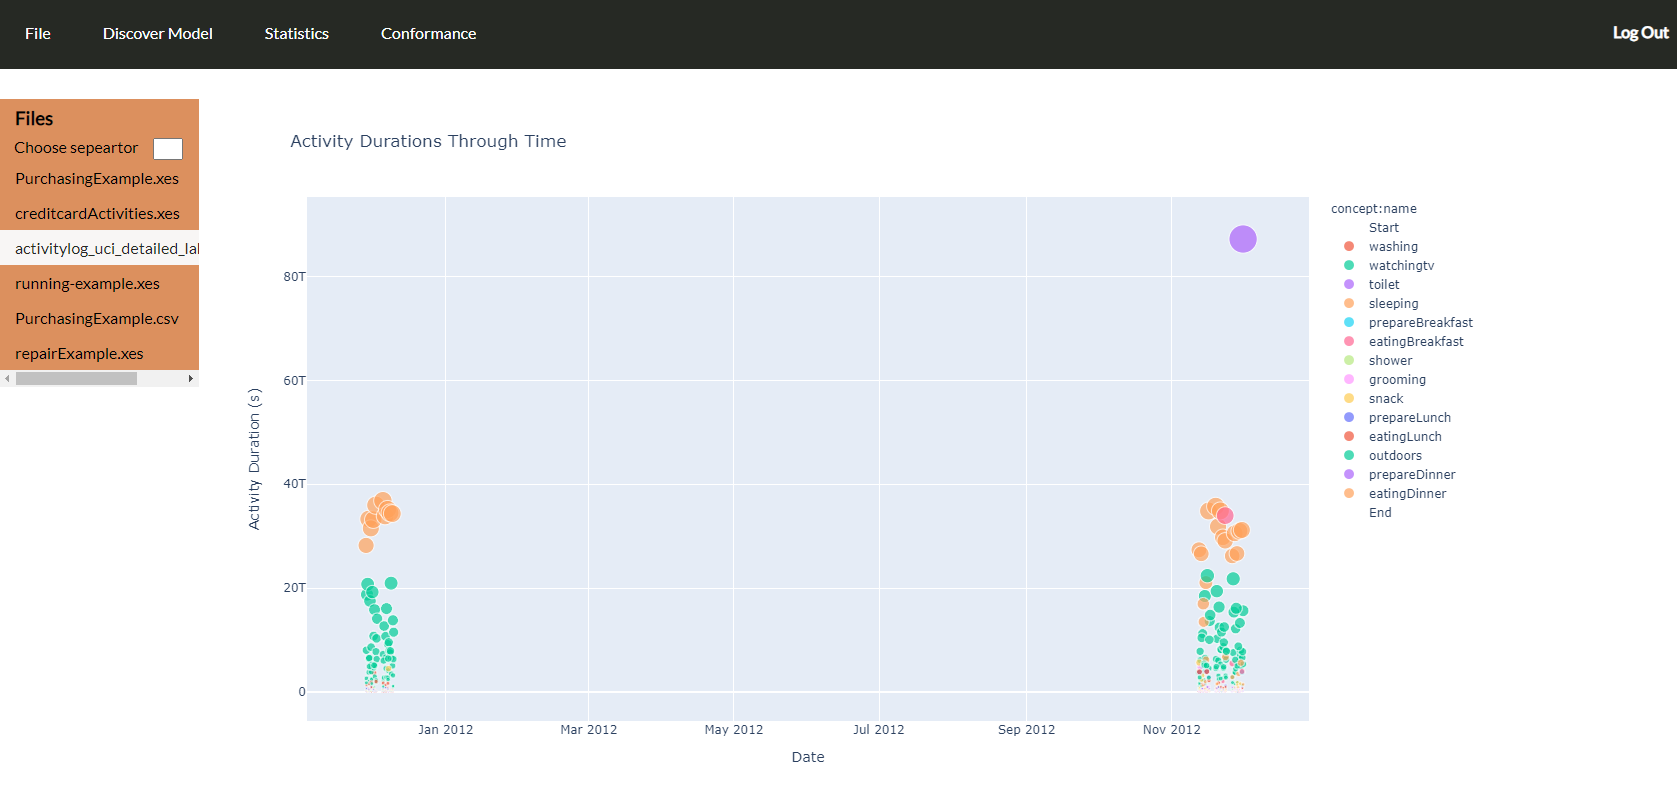 File Discover Model Statistics Conformance Log Out
Files
Choose sepeartor
PurchasingExample.xes
creditcardActivities.xes
activitylog_uci_detailed_lal
running-example.xes
PurchasingExample.csv
repairExample.xes
Activity Durations Through Time
Activity Duration (s)
80T
60T
40T
20T
0
Jan 2012 Mar 2012 May 2012 Jul 2012 Sep 2012 Nov 2012
Date
concept:name
Start
washing
watchingtv
toilet
sleeping
prepareBreakfast
eatingBreakfast
shower
grooming
snack
prepareLunch
eatingLunch
outdoors
prepareDinner
eatingDinner
End